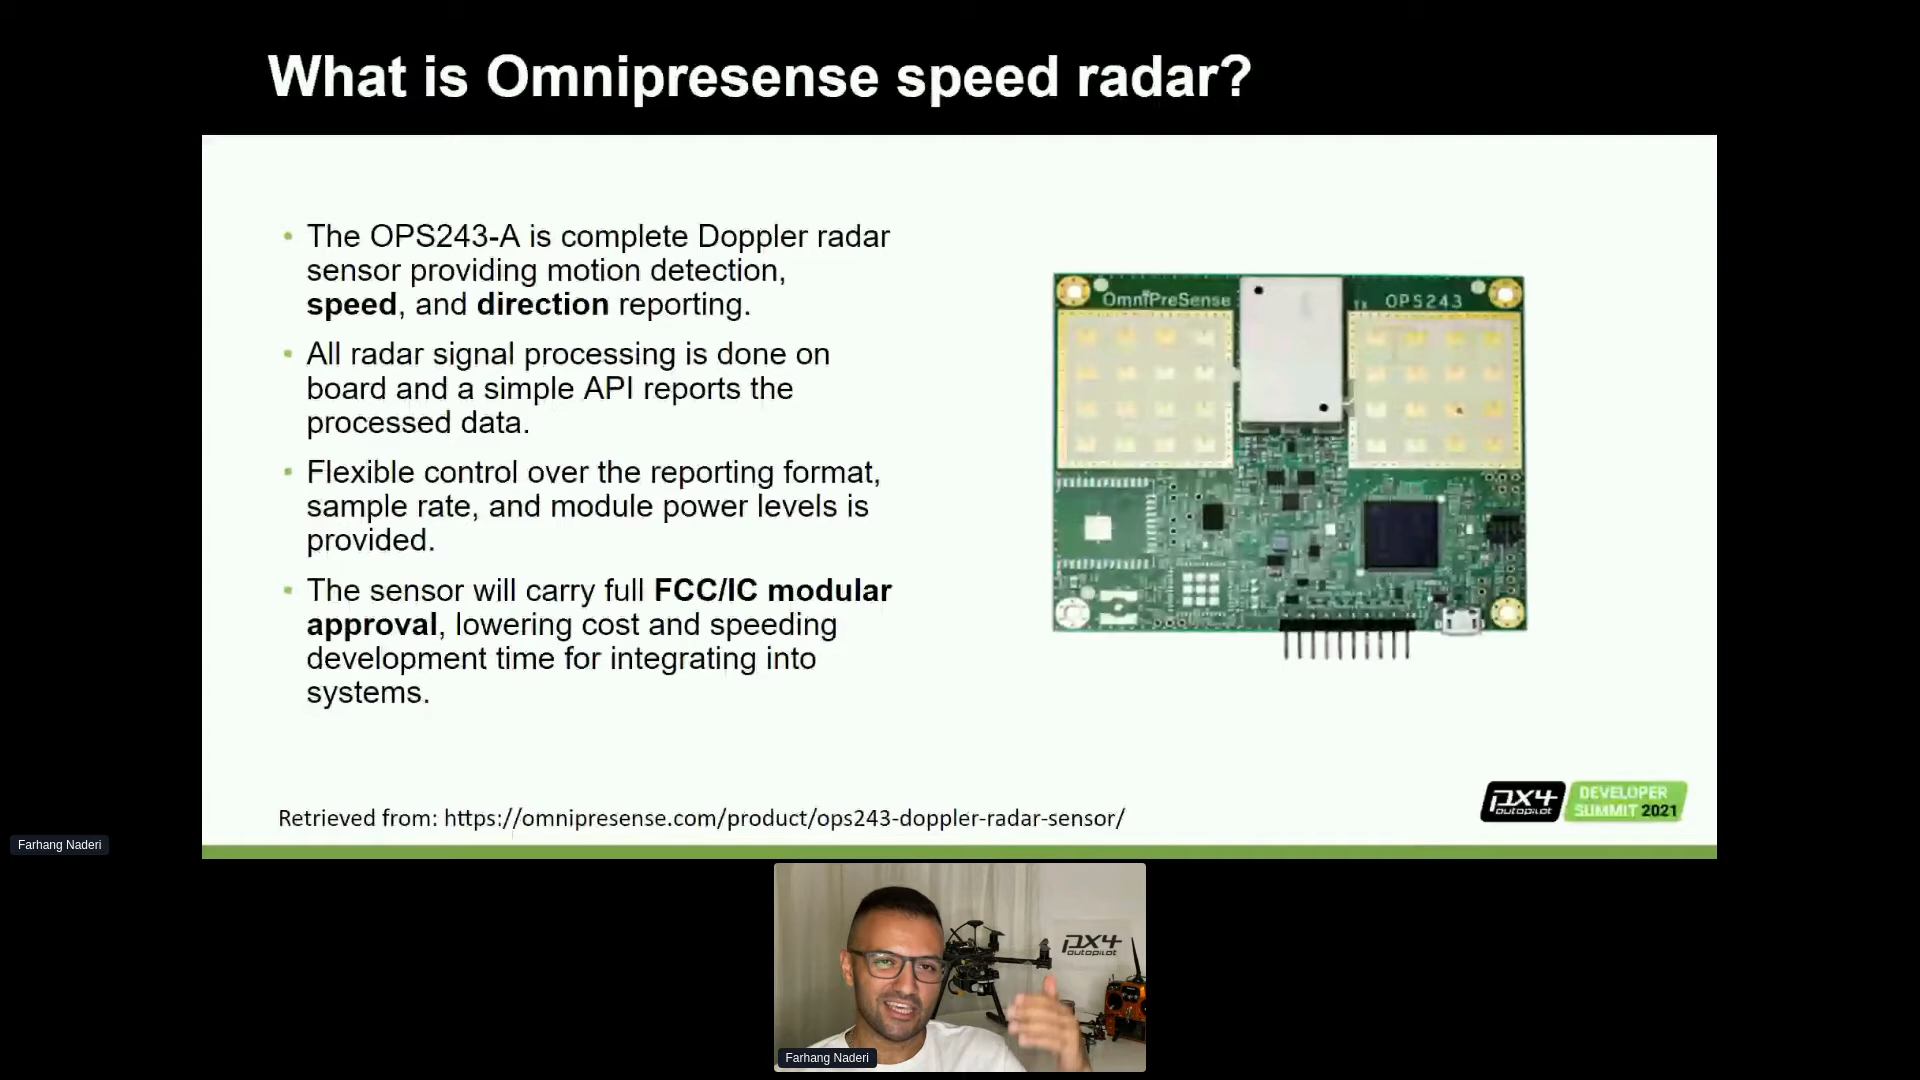 What is Omnipresense speed radar?
• The OPS243-A is complete Doppler radar
sensor providing motion detection,
speed, and direction reporting.
• All radar signal processing is done on
board and a simple API reports the
processed data.
• Flexible control over the reporting format,
sample rate, and module power levels is
provided.
• The sensor will carry full FCC/IC modular
approval, lowering cost and speeding
development time for integrating into
systems.
OmniPreSense
OPS243
Retrieved from: https://omnipresense.com/product/ops243-doppler-radar-sensor/
px4
autopilot
DEVELOPER
SUMMIT 2021
Farhang Naderi
px4
autopilot
Farhang Naderi